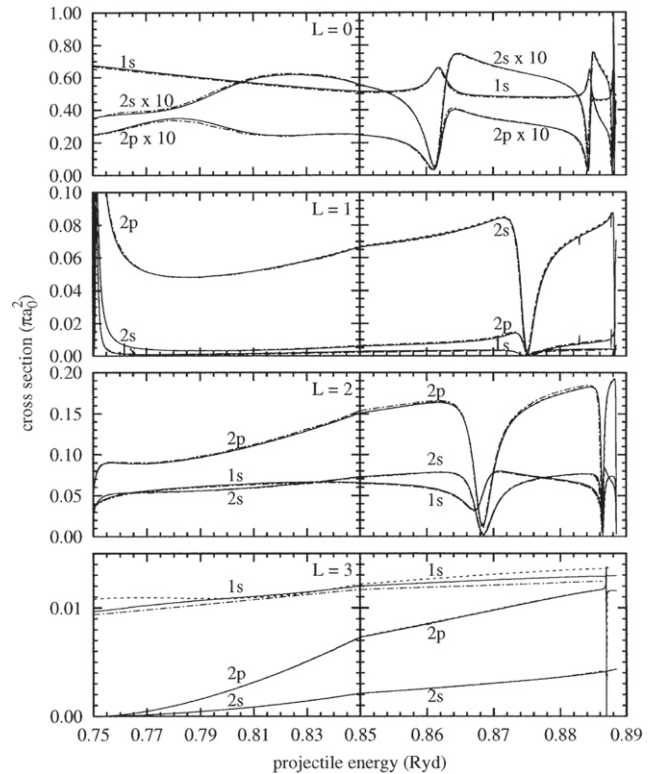 1.00
L = 0
0.80
1s
2s x 10
0.60
1s
2s x 10
0.40
2p x 10
2p x 10
0.20
0.00
0.10
L = 1
2p
0.08
2s
0.06
0.04
2s
2p
1s
0.02
0.00
cross section (πa₀²)
0.20
L = 2
2p
0.15
2p
0.10
1s
2s
0.05
2s
1s
0.00
L = 3
1s
0.01
2p
2p
2s
2s
0.00
0.75 0.77 0.79 0.81 0.83 0.85 0.86 0.87 0.88 0.89
projectile energy (Ryd)